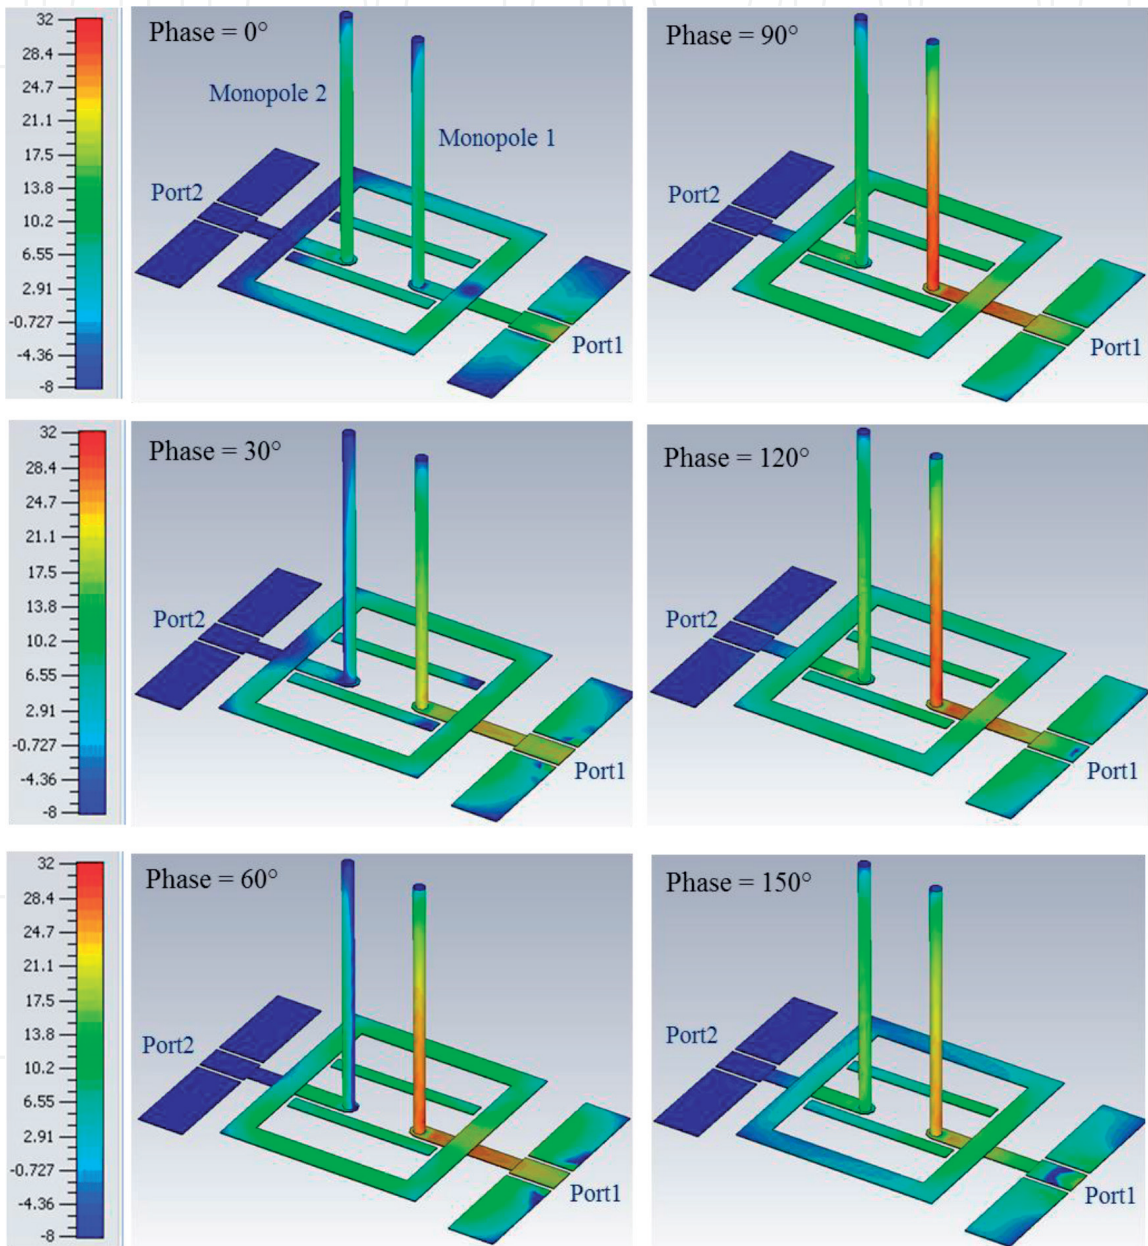 32
28.4
24.7
21.1
17.5
13.8
10.2
6.55
2.91
-0.727
-4.36
-8
Phase = 0°
Monopole 2
Monopole 1
Port2
Port1
Phase = 90°
Port2
Port1
32
28.4
24.7
21.1
17.5
13.8
10.2
6.55
2.91
-0.727
-4.36
-8
Phase = 30°
Port2
Port1
Phase = 120°
Port2
Port1
32
28.4
24.7
21.1
17.5
13.8
10.2
6.55
2.91
-0.727
-4.36
-8
Phase = 60°
Port2
Port1
Phase = 150°
Port2
Port1